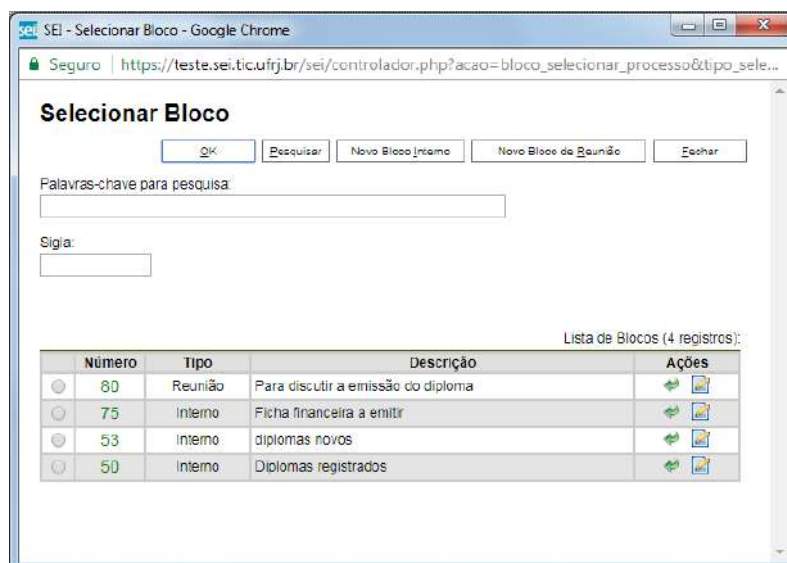 sei SEI - Selecionar Bloco - Google Chrome
Seguro | https://teste.sei.tic.ufrj.br/sei/controlador.php?acao=bloco_selecionar_processo&tipo_sele...
Selecionar Bloco
OK Pesquisar Novo Bloco Interno Novo Bloco de Reunião Fechar
Palavras-chave para pesquisa:
Sigla:
Lista de Blocos (4 registros):
Número Tipo Descrição Ações
80 Reunião Para discutir a emissão do diploma
75 Interno Ficha financeira a emitir
53 Interno diplomas novos
50 Interno Diplomas registrados